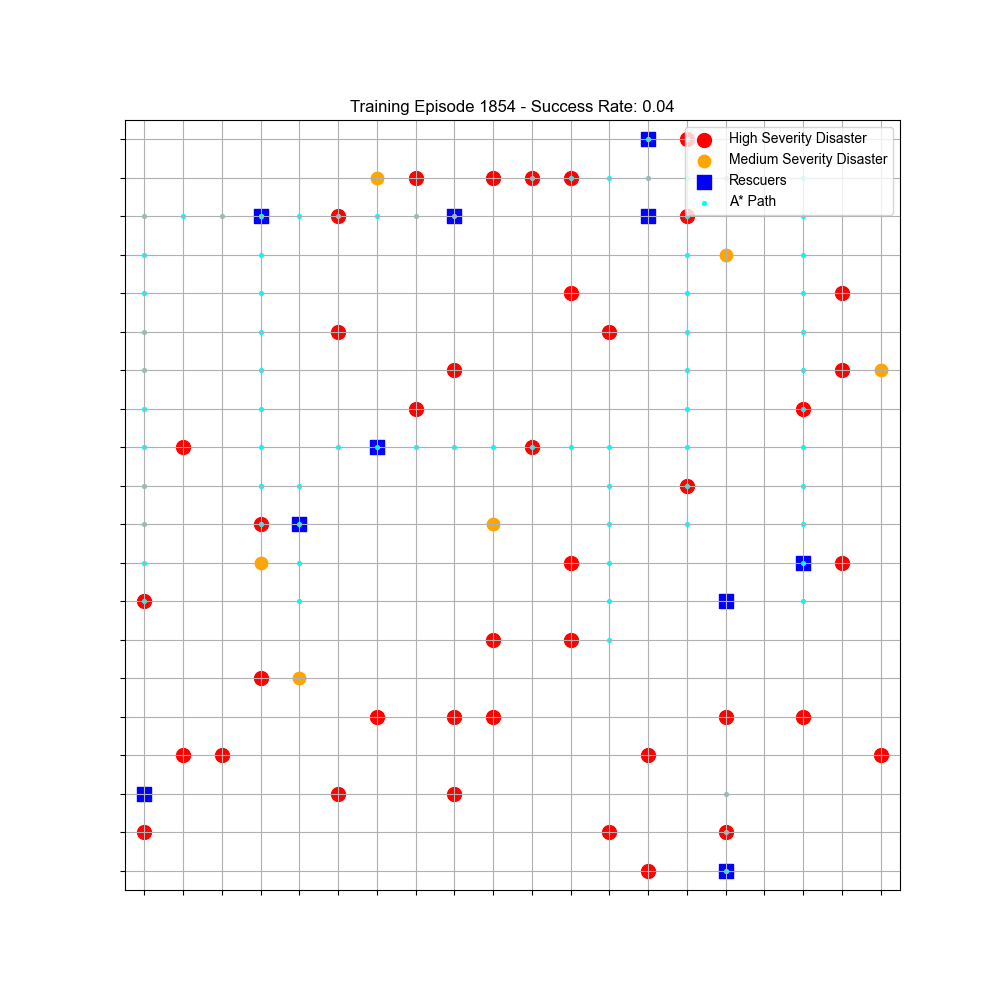 Training Episode 1854 - Success Rate: 0.04
High Severity Disaster
Medium Severity Disaster
Rescuers
A* Path